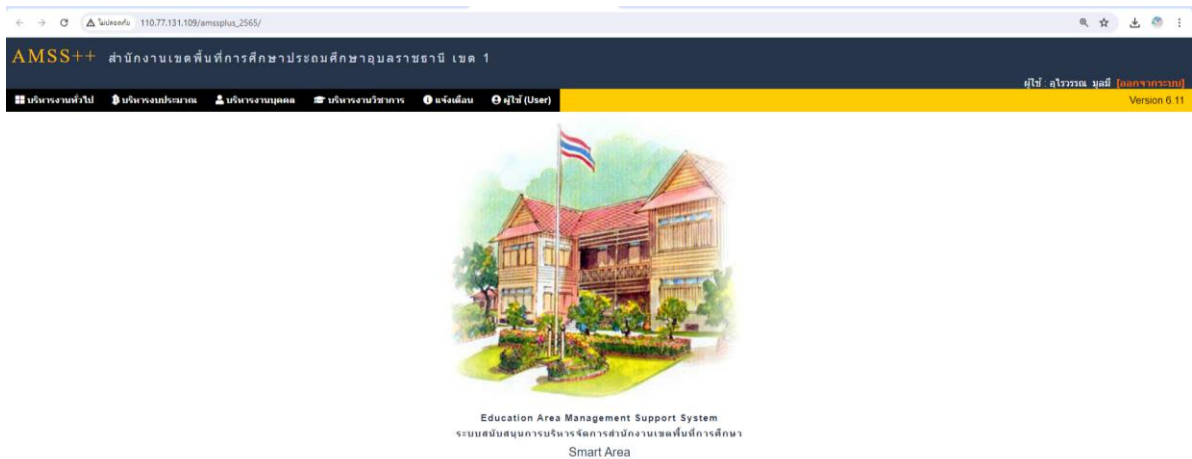 ไม่ปลอดภัย 110.77.131.109/amssplus_2565/
AMSS++ สำนักงานเขตพื้นที่การศึกษาประถมศึกษาอุบลราชธานี เขต 1
ผู้ใช้ : อุไรวรรณ มูลมี [ออกจากระบบ]
บริหารงานทั่วไป บริหารงบประมาณ บริหารงานบุคคล บริหารงานวิชาการ แจ้งเตือน ผู้ใช้ (User) Version 6.11
Education Area Management Support System
ระบบสนับสนุนการบริหารจัดการสำนักงานเขตพื้นที่การศึกษา
Smart Area